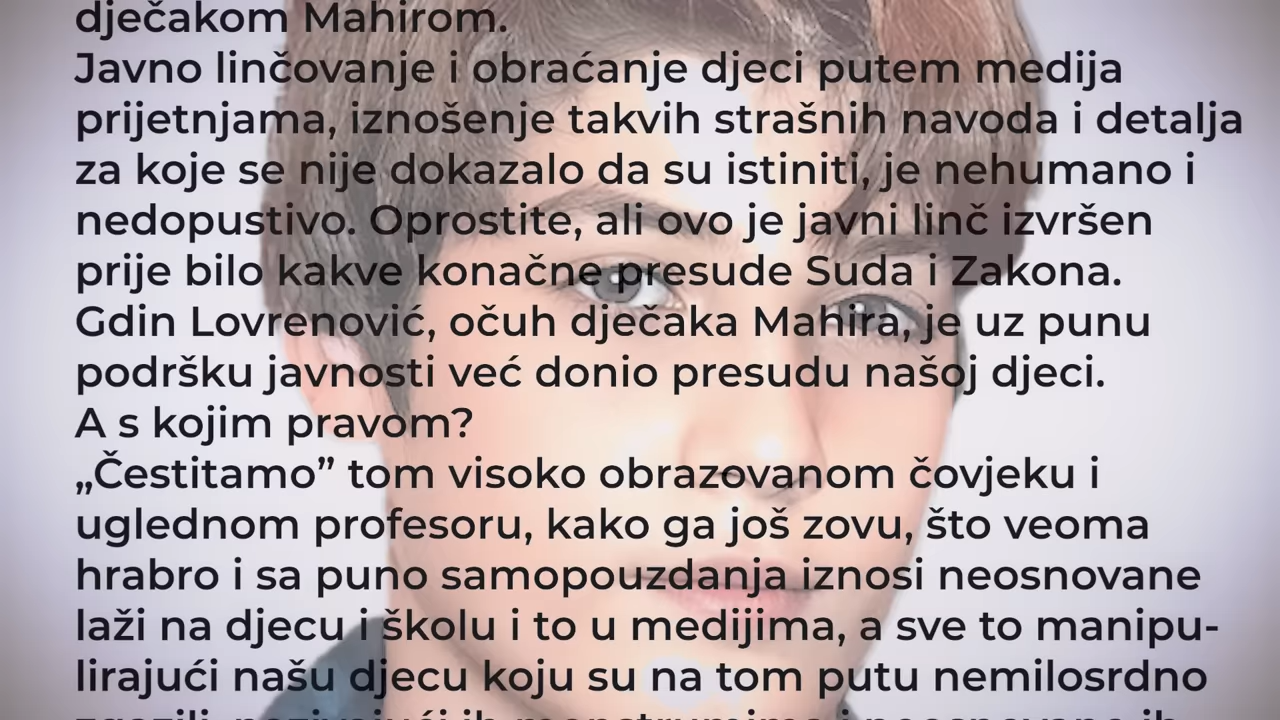 dječakom Mahirom.
Javno linčovanje i obraćanje djeci putem medija
prijetnjama, iznošenje takvih strašnih navoda i detalja
za koje se nije dokazalo da su istiniti, je nehumano i
nedopustivo. Oprostite, ali ovo je javni linč izvršen
prije bilo kakve konačne presude Suda i Zakona.
Gdin Lovrenović, očuh dječaka Mahira, je uz punu
podršku javnosti već donio presudu našoj djeci.
A s kojim pravom?
„Čestitamo” tom visoko obrazovanom čovjeku i
uglednom profesoru, kako ga još zovu, što veoma
hrabro i sa puno samopouzdanja iznosi neosnovane
laži na djecu i školu i to u medijima, a sve to manipu-
lirajući našu djecu koju su na tom putu nemilosrdno